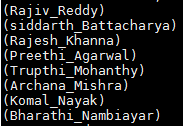 (Rajiv_Reddy)
(siddarth_Battacharya)
(Rajesh_Khanna)
(Preethi_Agarwal)
(Trupthi_Mohanthy)
(Archana_Mishra)
(Komal_Nayak)
(Bharathi_Nambiayar)